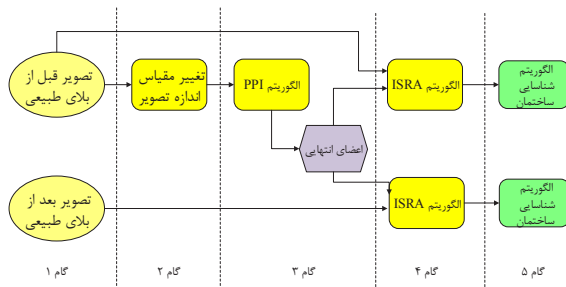 تصویر قبل از
بلای طبیعی
تغییر مقیاس
اندازه تصویر
الگوریتم PPI
اعضای انتهایی
الگوریتم ISRA
الگوریتم
شناسایی
ساختمان
تصویر بعد از
بلای طبیعی
الگوریتم ISRA
الگوریتم
شناسایی
ساختمان
گام ۱
گام ۲
گام ۳
گام ۴
گام ۵